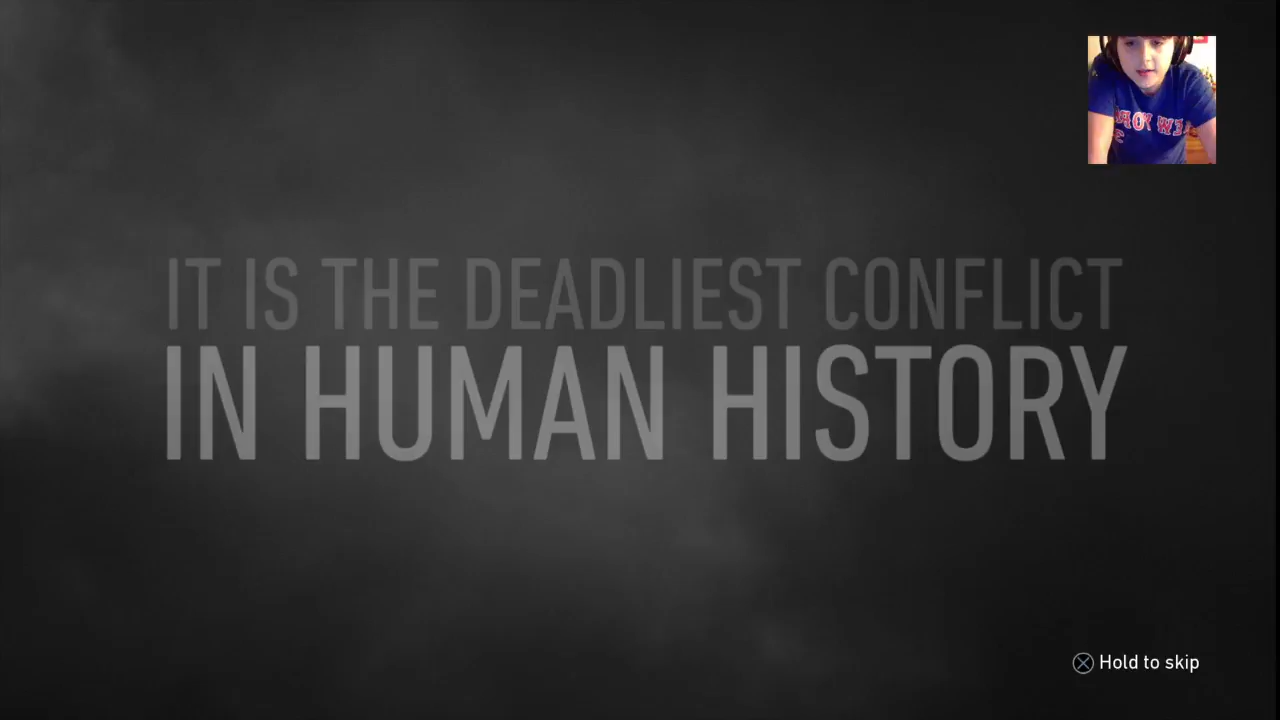 IT IS THE DEADLIEST CONFLICT
IN HUMAN HISTORY
Hold to skip